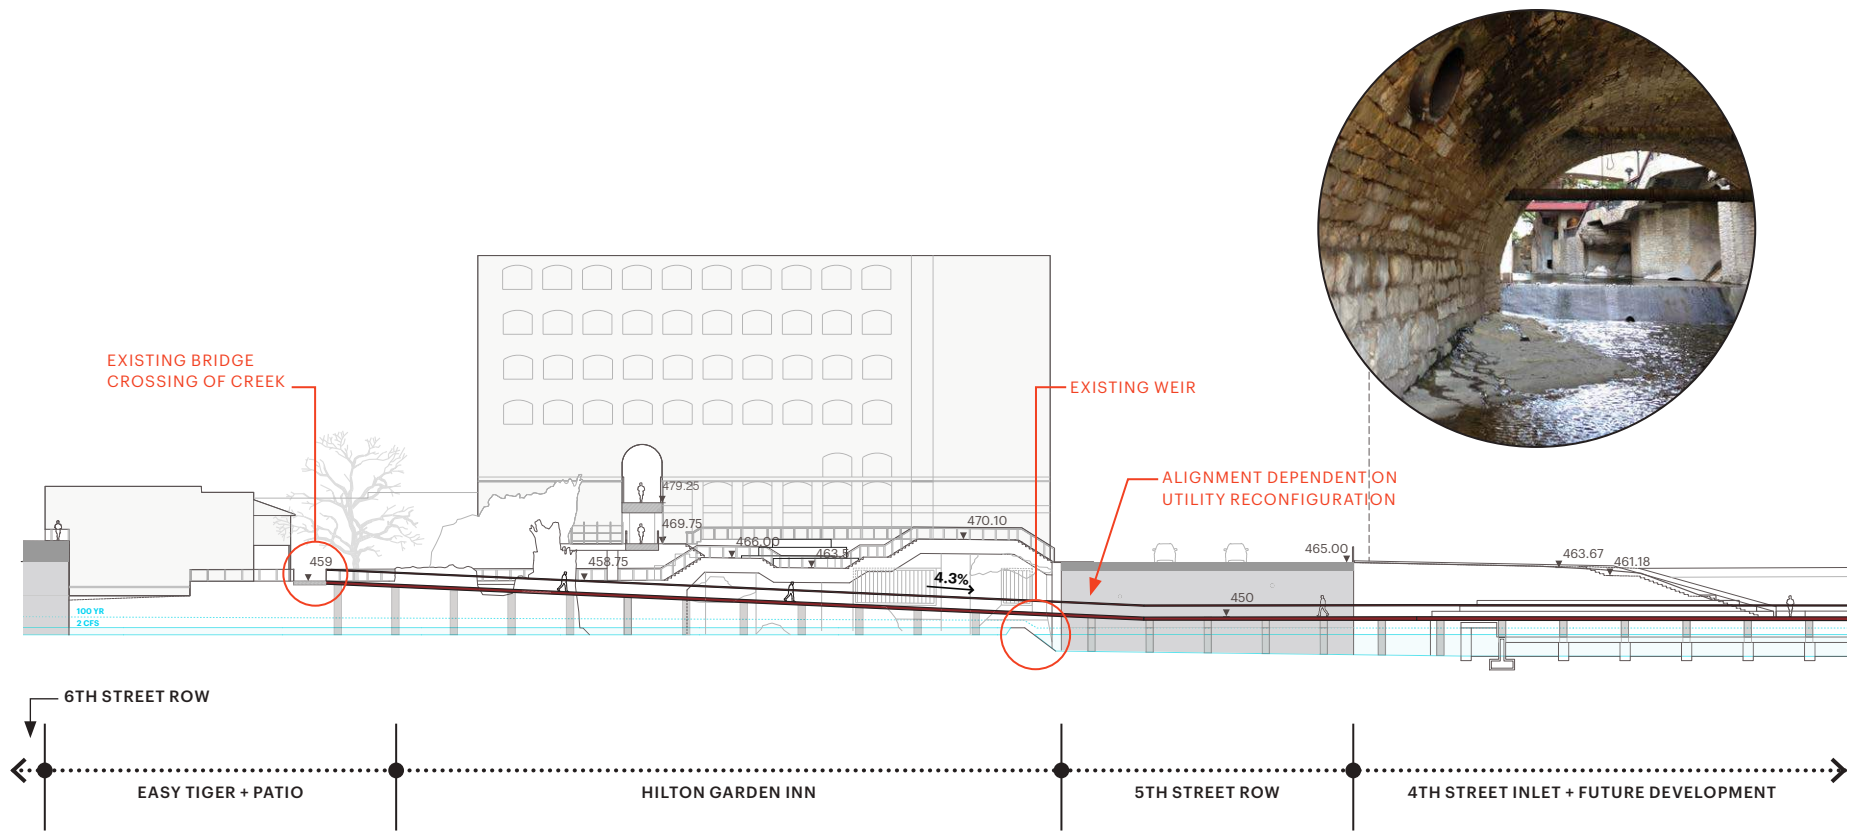 EXISTING BRIDGE
CROSSING OF CREEK
EXISTING WEIR
ALIGNMENT DEPENDENT ON
UTILITY RECONFIGURATION
479.25
469.75
470.10
466.00
463.5
465.00
463.67
461.18
459
458.75
4.3%
450
100 YR
2 CFS
6TH STREET ROW
EASY TIGER + PATIO
HILTON GARDEN INN
5TH STREET ROW
4TH STREET INLET + FUTURE DEVELOPMENT